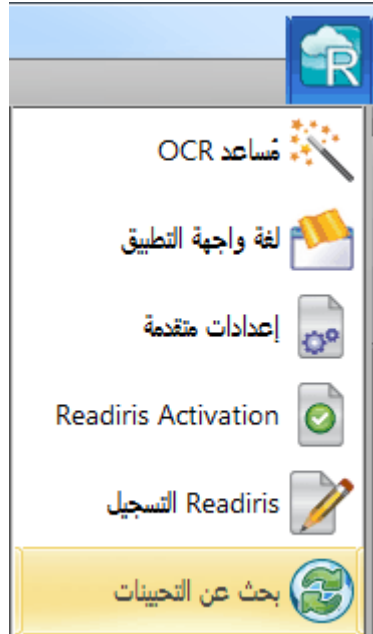 R
مُساعد OCR
لغة واجهة التطبيق
إعدادات متقدمة
Readiris Activation
Readiris التسجيل
بحث عن التحيينات